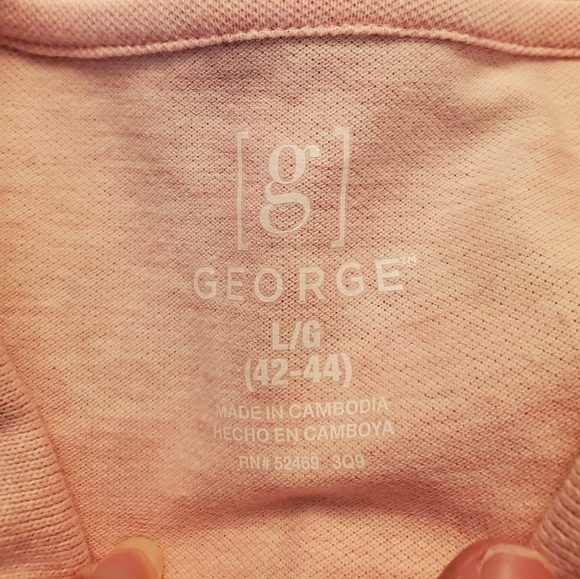 [g]
GEORGE™
L/G
(42-44)
MADE IN CAMBODIA
HECHO EN CAMBOYA
RN# 52469 3Q9